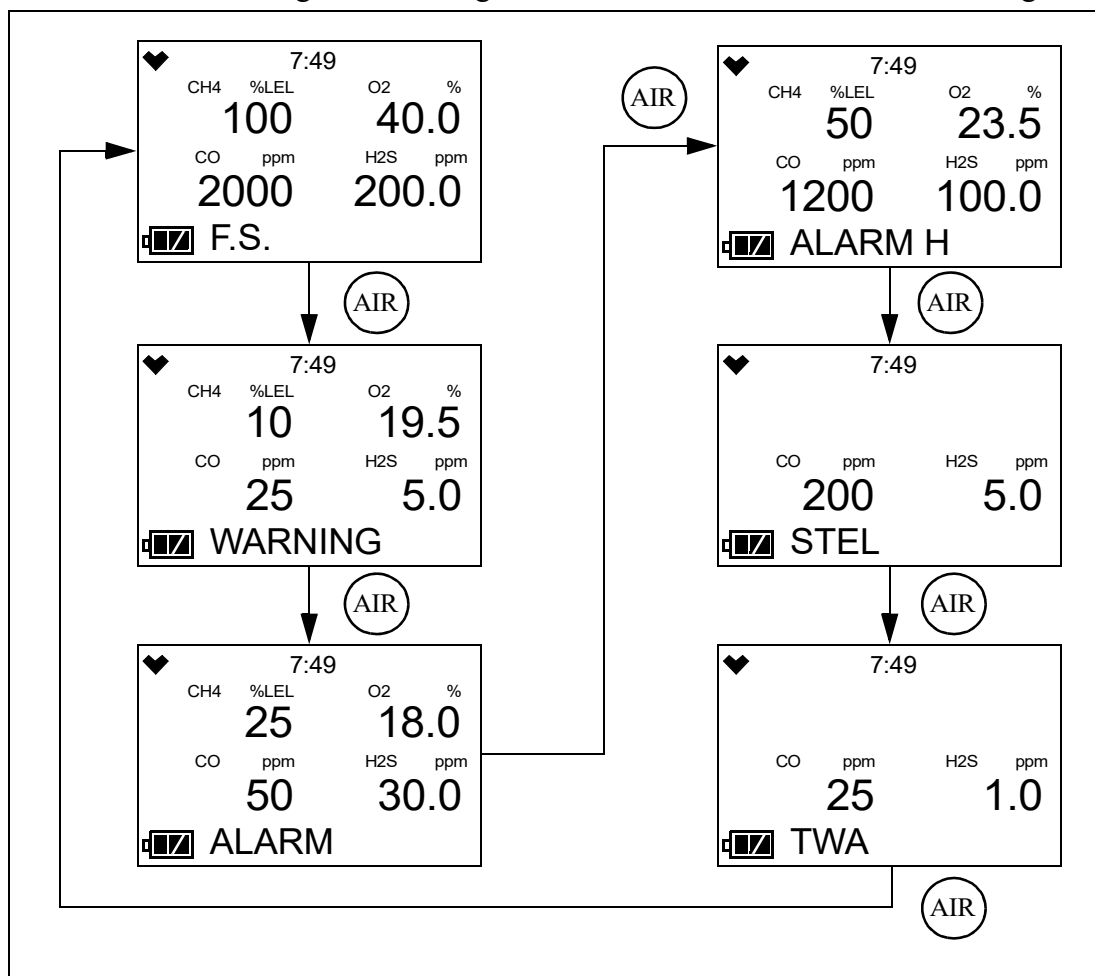 7:49
CH4 %LEL O2 %
100 40.0
CO ppm H2S ppm
2000 200.0
F.S.
AIR
7:49
CH4 %LEL O2 %
10 19.5
CO ppm H2S ppm
25 5.0
WARNING
AIR
7:49
CH4 %LEL O2 %
25 18.0
CO ppm H2S ppm
50 30.0
ALARM
AIR
7:49
CH4 %LEL O2 %
50 23.5
CO ppm H2S ppm
1200 100.0
ALARM H
AIR
7:49
CO ppm H2S ppm
200 5.0
STEL
AIR
7:49
CO ppm H2S ppm
25 1.0
TWA
AIR